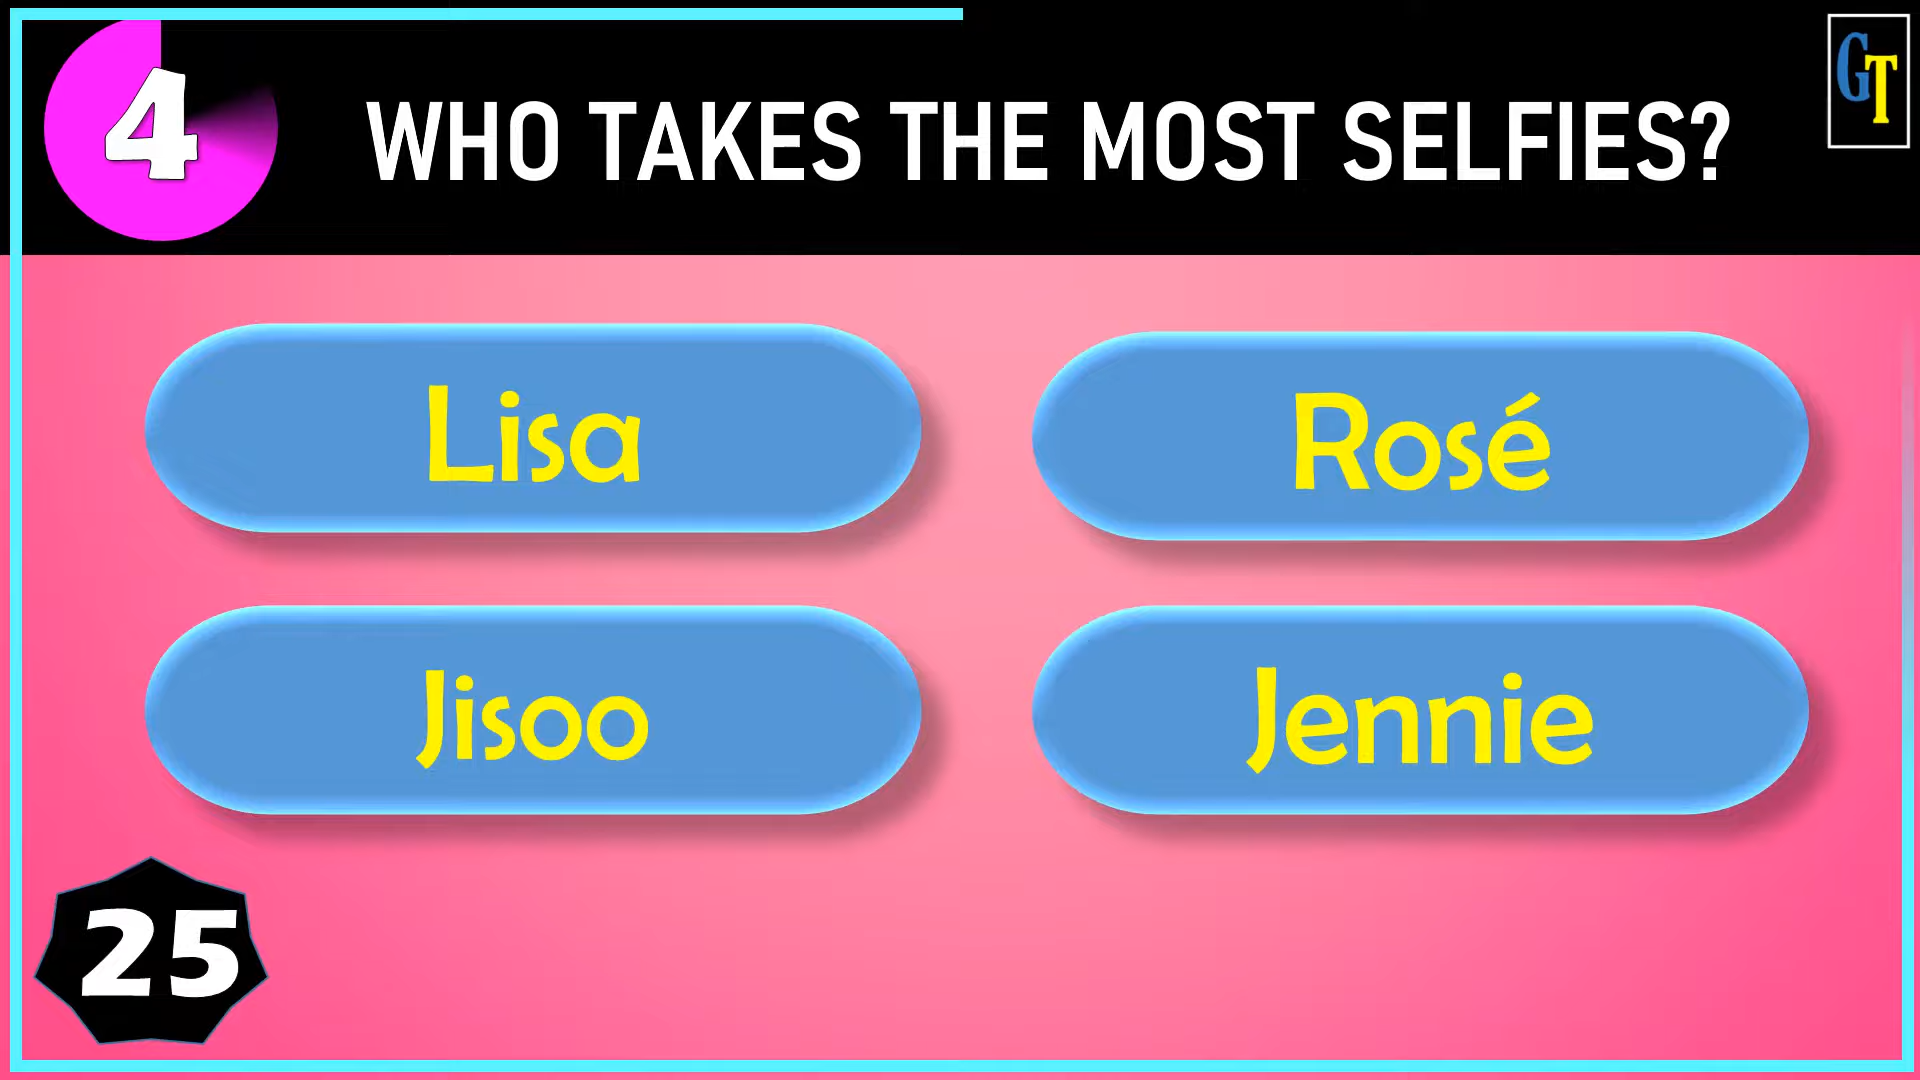 4
WHO TAKES THE MOST SELFIES?
GT
Lisa
Rosé
Jisoo
Jennie
25